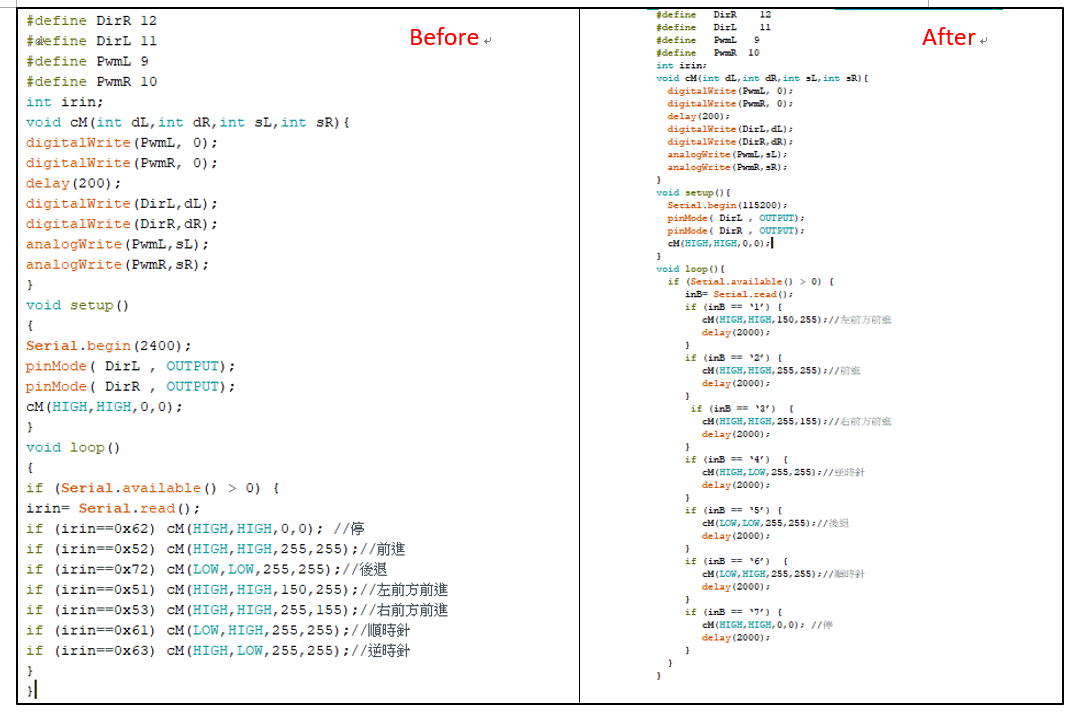 Before
#define DirR 12
#define DirL 11
#define PwmL 9
#define PwmR 10
int irin;
void cM(int dL,int dR,int sL,int sR){
digitalWrite(PwmL, 0);
digitalWrite(PwmR, 0);
delay(200);
digitalWrite(DirL,dL);
digitalWrite(DirR,dR);
analogWrite(PwmL,sL);
analogWrite(PwmR,sR);
}
void setup()
{
Serial.begin(2400);
pinMode( DirL , OUTPUT);
pinMode( DirR , OUTPUT);
cM(HIGH,HIGH,0,0);
}
void loop()
{
if (Serial.available() > 0) {
irin= Serial.read();
if (irin==0x62) cM(HIGH,HIGH,0,0); //停
if (irin==0x52) cM(HIGH,HIGH,255,255);//前進
if (irin==0x72) cM(LOW,LOW,255,255);//後退
if (irin==0x51) cM(HIGH,HIGH,150,255);//左前方前進
if (irin==0x53) cM(HIGH,HIGH,255,155);//右前方前進
if (irin==0x61) cM(LOW,HIGH,255,255);//順時針
if (irin==0x63) cM(HIGH,LOW,255,255);//逆時針
}
}
After
#define DirR 12
#define DirL 11
#define PwmL 9
#define PwmR 10
int irin;
void cM(int dL,int dR,int sL,int sR){
digitalWrite(PwmL, 0);
digitalWrite(PwmR, 0);
delay(200);
digitalWrite(DirL,dL);
digitalWrite(DirR,dR);
analogWrite(PwmL,sL);
analogWrite(PwmR,sR);
}
void setup(){
Serial.begin(115200);
pinMode( DirL , OUTPUT);
pinMode( DirR , OUTPUT);
cM(HIGH,HIGH,0,0);
}
void loop(){
if (Serial.available() > 0) {
inB= Serial.read();
if (inB == ‘1’) {
cM(HIGH,HIGH,150,255);//左前方前進
delay(2000);
}
if (inB == ‘2’) {
cM(HIGH,HIGH,255,255);//前進
delay(2000);
}
if (inB == ‘3’) {
cM(HIGH,HIGH,255,155);//右前方前進
delay(2000);
}
if (inB == ‘4’) {
cM(HIGH,LOW,255,255);//逆時針
delay(2000);
}
if (inB == ‘5’) {
cM(LOW,LOW,255,255);//後退
delay(2000);
}
if (inB == ‘6’) {
cM(LOW,HIGH,255,255);//順時針
delay(2000);
}
if (inB == ‘7’) {
cM(HIGH,HIGH,0,0); //停
delay(2000);
}
}
}